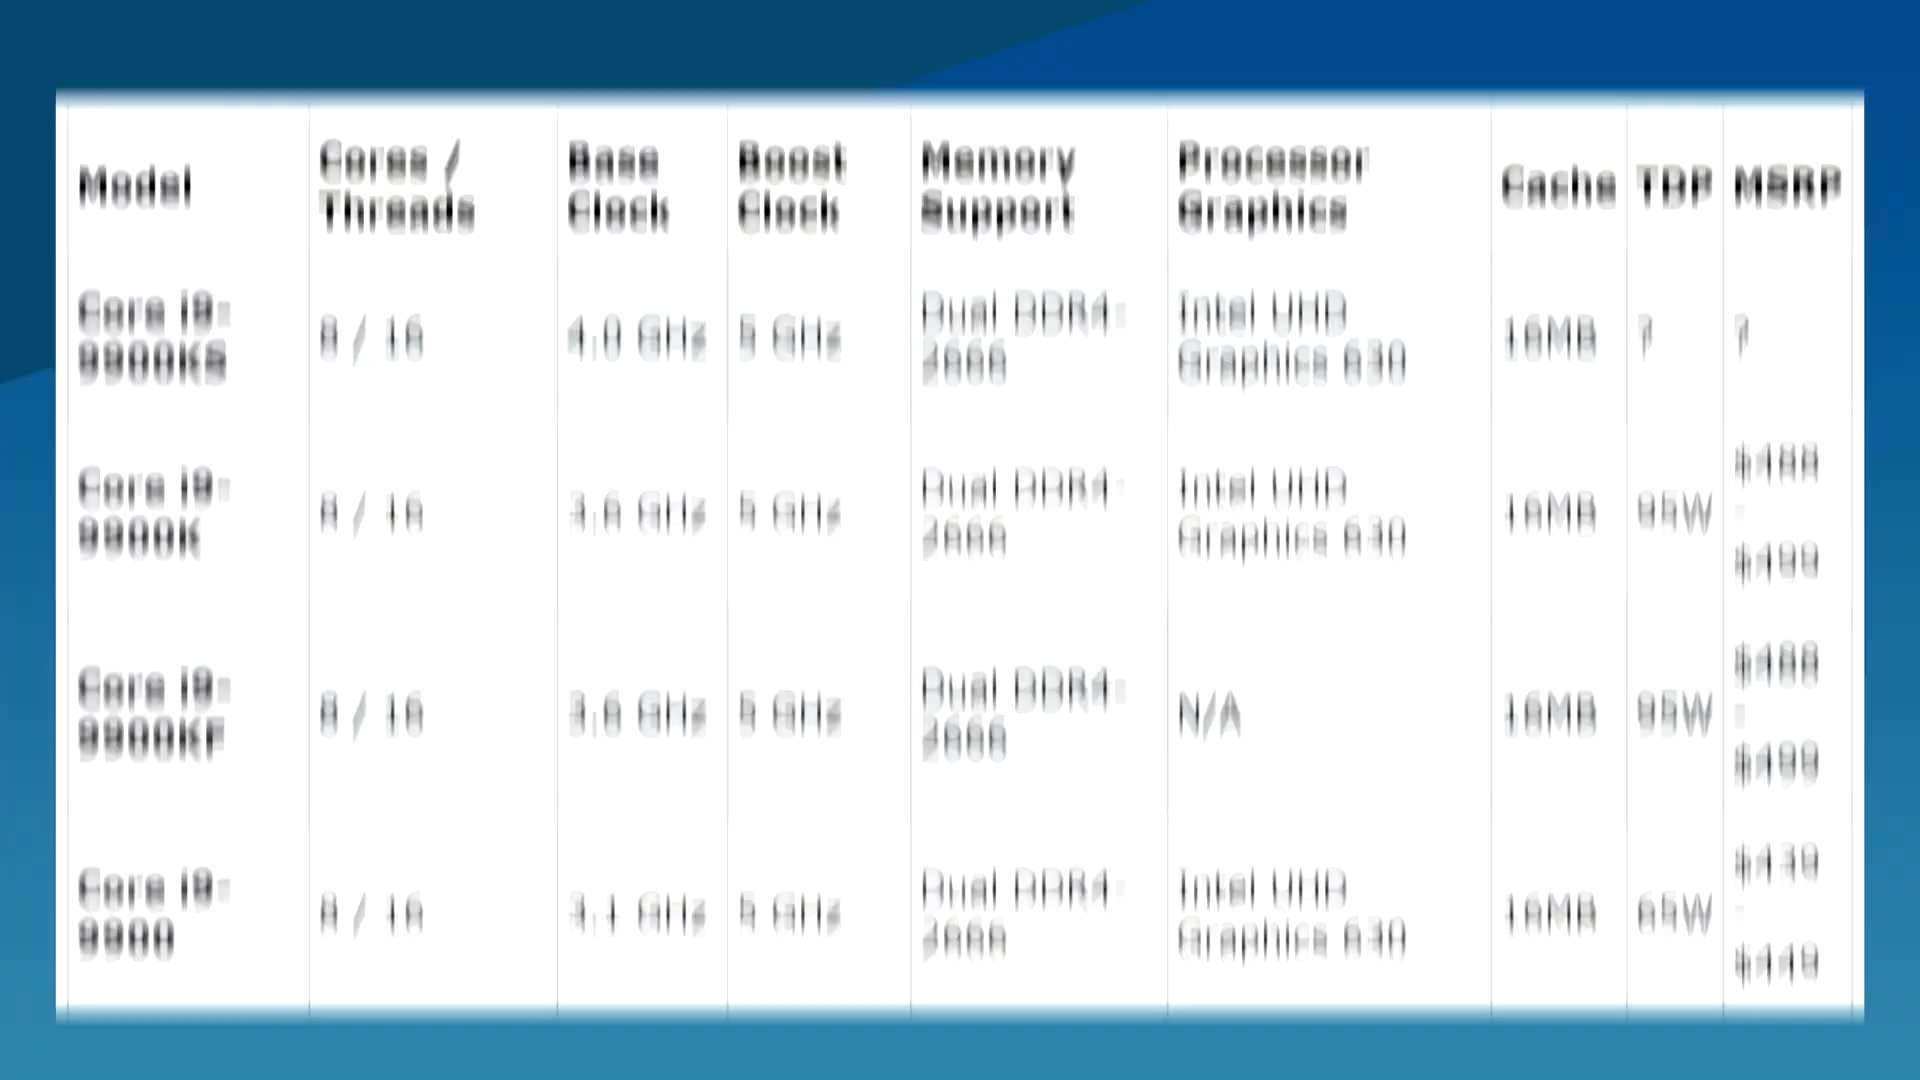 Model
Cores / Threads
Base Clock
Boost Clock
Memory Support
Processor Graphics
Cache
TDP
MSRP
Core i9-9900KS
8 / 16
4.0 GHz
5 GHz
Dual DDR4-2666
Intel UHD Graphics 630
16MB
?
?
Core i9-9900K
8 / 16
3.6 GHz
5 GHz
Dual DDR4-2666
Intel UHD Graphics 630
16MB
95W
$488 - $499
Core i9-9900KF
8 / 16
3.6 GHz
5 GHz
Dual DDR4-2666
N/A
16MB
95W
$488 - $499
Core i9-9900
8 / 16
3.1 GHz
5 GHz
Dual DDR4-2666
Intel UHD Graphics 630
16MB
65W
$439 - $449